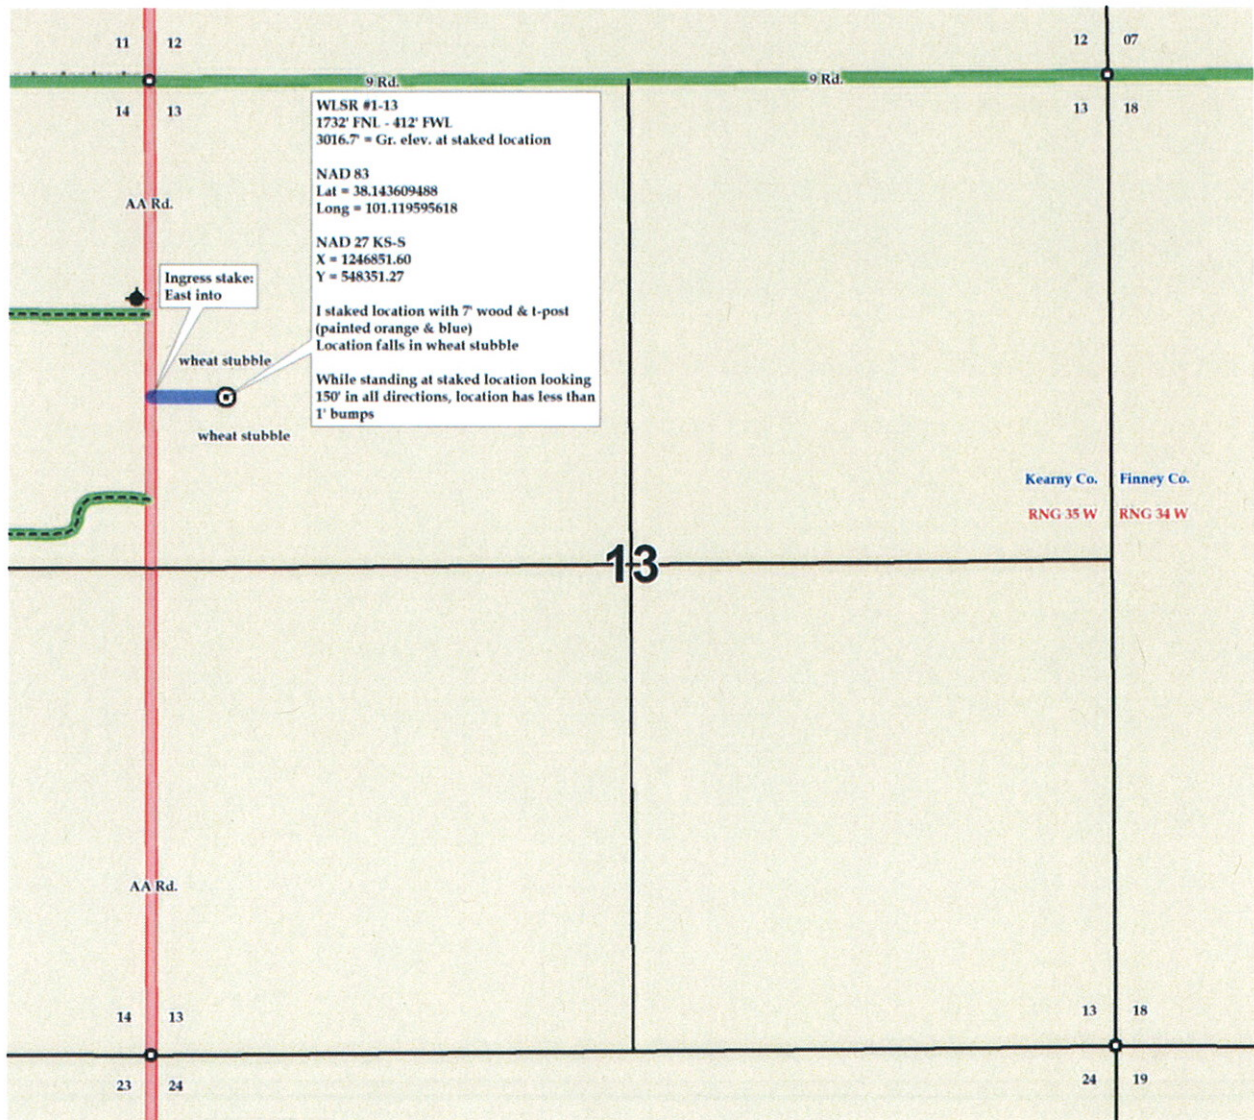 11 12
12 07
9 Rd.
9 Rd.
14 13
13 18
WLSR #1-13
1732' FNL - 412' FWL
3016.7' = Gr. elev. at staked location
NAD 83
Lat = 38.143609488
Long = 101.119595618
NAD 27 KS-S
X = 1246851.60
Y = 548351.27
I staked location with 7' wood & t-post
(painted orange & blue)
Location falls in wheat stubble
While standing at staked location looking
150' in all directions, location has less than
1' bumps
AA Rd.
Ingress stake:
East into
wheat stubble
wheat stubble
Kearny Co. Finney Co.
RNG 35 W RNG 34 W
13
AA Rd.
14 13
13 18
23 24
24 19